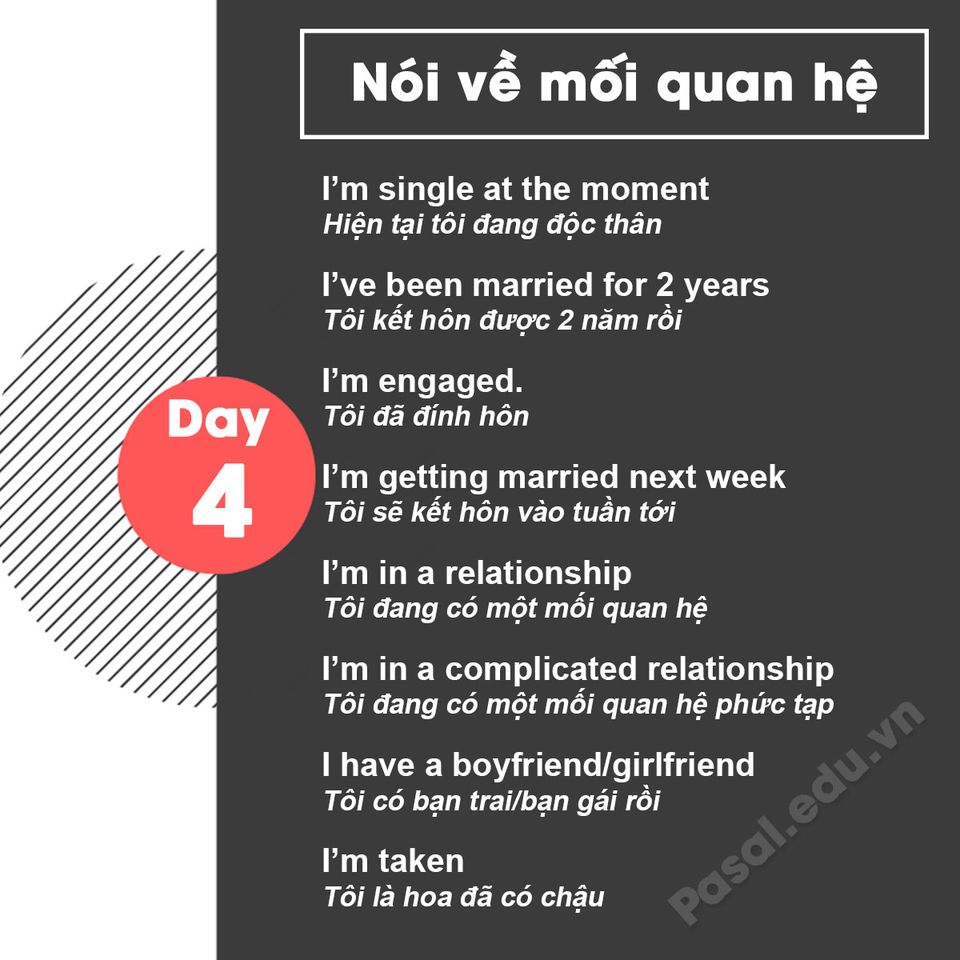 Nói về mối quan hệ
I'm single at the moment
Hiện tại tôi đang độc thân
I've been married for 2 years
Tôi kết hôn được 2 năm rồi
I'm engaged.
Tôi đã đính hôn
Day
4
I'm getting married next week
Tôi sẽ kết hôn vào tuần tới
I'm in a relationship
Tôi đang có một mối quan hệ
I'm in a complicated relationship
Tôi đang có một mối quan hệ phức tạp
I have a boyfriend/girlfriend
Tôi có bạn trai/bạn gái rồi
I'm taken
Tôi là hoa đã có chậu
Pasal.edu.vn